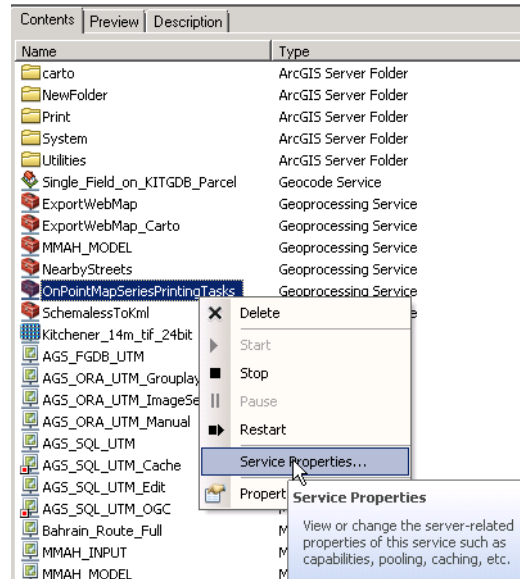 Contents Preview Description
Name Type
carto ArcGIS Server Folder
NewFolder ArcGIS Server Folder
Print ArcGIS Server Folder
System ArcGIS Server Folder
Utilities ArcGIS Server Folder
Single_Field_on_KITGDB_Parcel Geocode Service
ExportWebMap Geoprocessing Service
ExportWebMap_Carto Geoprocessing Service
MMAH_MODEL Geoprocessing Service
NearbyStreets Geoprocessing Service
OnPointMapSeriesPrintingTasks Geoprocessing Service
SchemalessToKml
Delete
Kitchener_14m_tif_24bit
Start
AGS_FGDB_UTM
Stop
AGS_ORA_UTM_Grouplay
Pause
AGS_ORA_UTM_ImageSe
AGS_ORA_UTM_Manual
Restart
AGS_SQL_UTM
AGS_SQL_UTM_Cache
Service Properties...
AGS_SQL_UTM_Edit
Propert
Service Properties
AGS_SQL_UTM_OGC
Bahrain_Route_Full
View or change the server-related
MMAH_INPUT
properties of this service such as
MMAH_MODEL
capabilities, pooling, caching, etc.